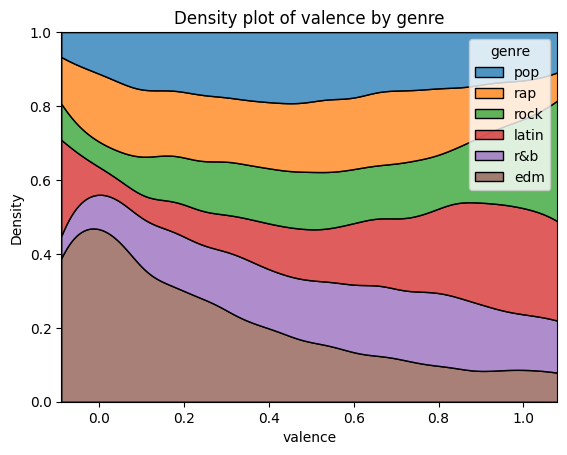 Density plot of valence by genre
Density
1.0
0.8
0.6
0.4
0.2
0.0
genre
pop
rap
rock
latin
r&b
edm
0.0 0.2 0.4 0.6 0.8 1.0
valence